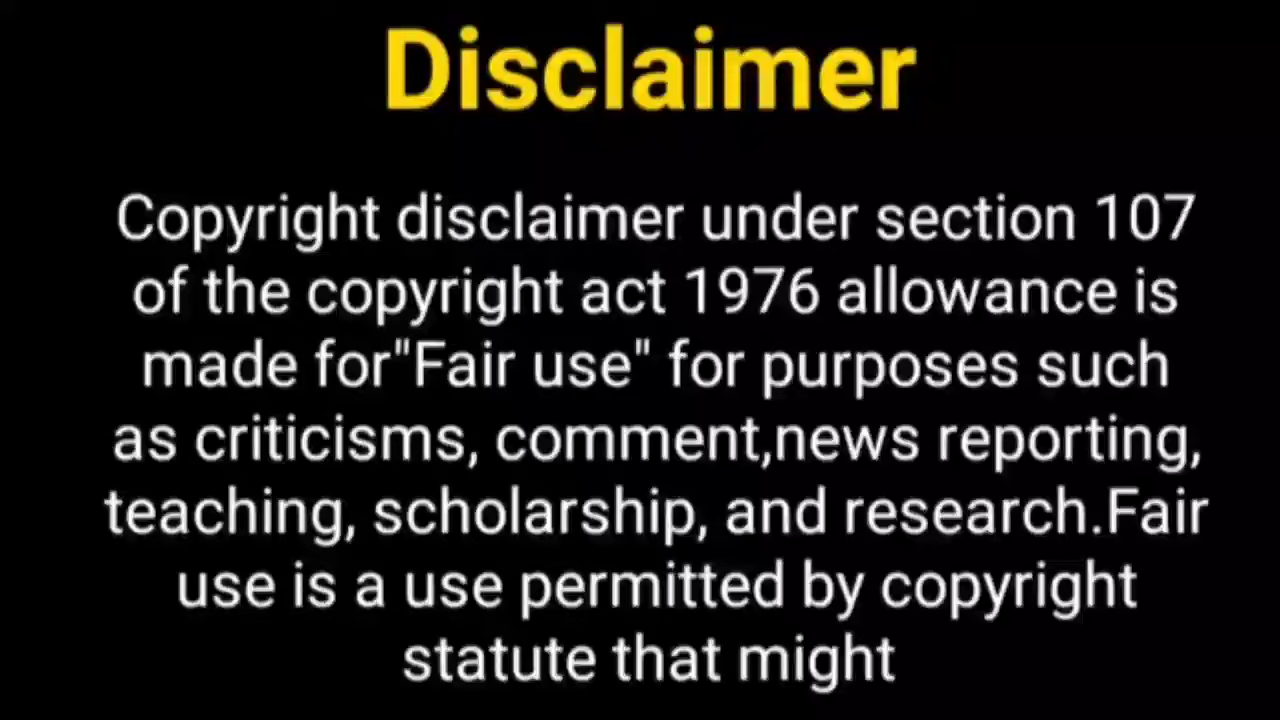 Disclaimer
Copyright disclaimer under section 107
of the copyright act 1976 allowance is
made for"Fair use" for purposes such
as criticisms, comment,news reporting,
teaching, scholarship, and research.Fair
use is a use permitted by copyright
statute that might